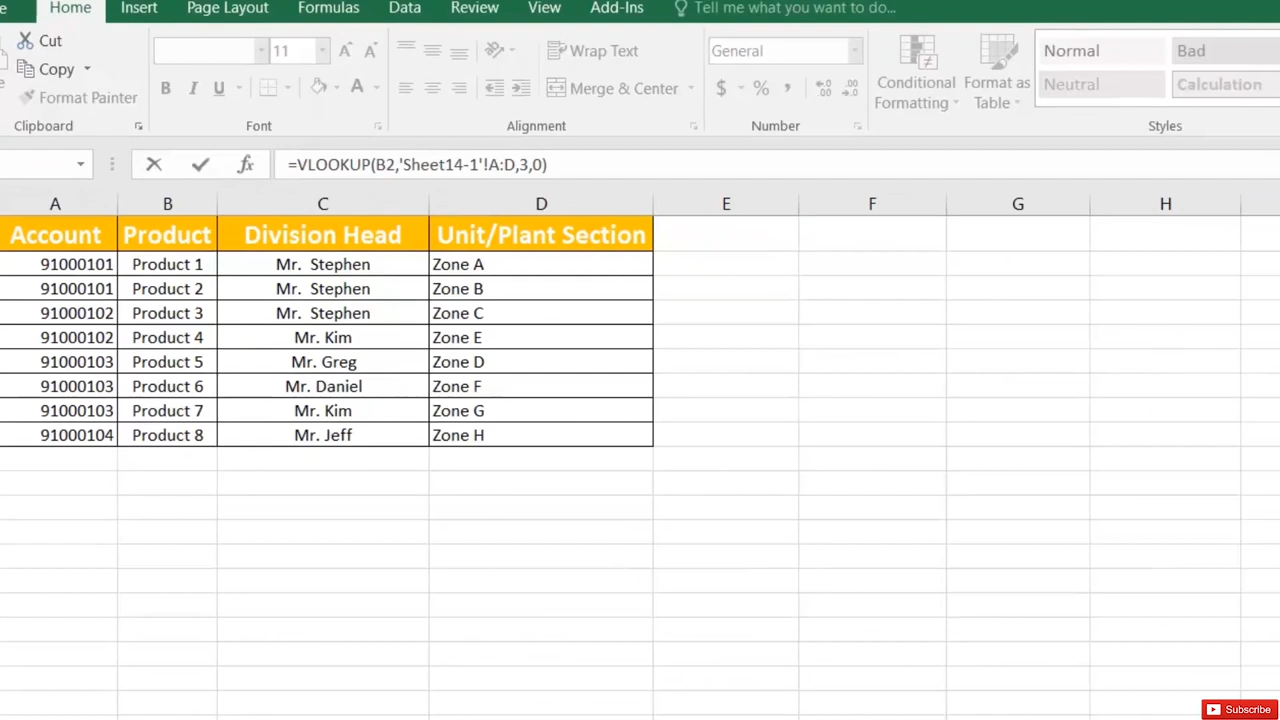 Home Insert Page Layout Formulas Data Review View Add-Ins Tell me what you want to do...
Cut
Copy
Format Painter
Clipboard
11
B I U
Font
Wrap Text
Merge & Center
Alignment
General
$ % ,
Number
Conditional Formatting
Format as Table
Normal Bad
Neutral Calculation
Styles
fx =VLOOKUP(B2,'Sheet14-1'!A:D,3,0)
A B C D E F G H
Account Product Division Head Unit/Plant Section
91000101 Product 1 Mr. Stephen Zone A
91000101 Product 2 Mr. Stephen Zone B
91000102 Product 3 Mr. Stephen Zone C
91000102 Product 4 Mr. Kim Zone E
91000103 Product 5 Mr. Greg Zone D
91000103 Product 6 Mr. Daniel Zone F
91000103 Product 7 Mr. Kim Zone G
91000104 Product 8 Mr. Jeff Zone H
Subscribe